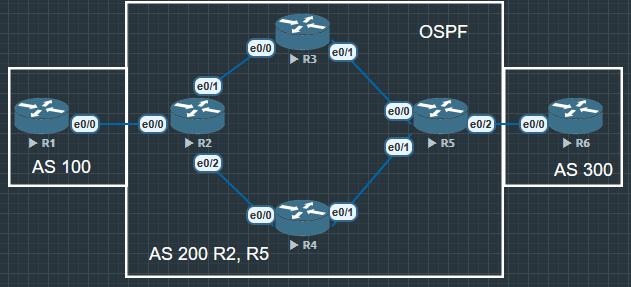 OSPF
e0/0
R3
e0/1
e0/1
R1
e0/0
e0/0
R2
e0/0
R5
e0/2
e0/0
R6
AS 100
e0/2
e0/1
AS 300
e0/0
R4
e0/1
AS 200 R2, R5